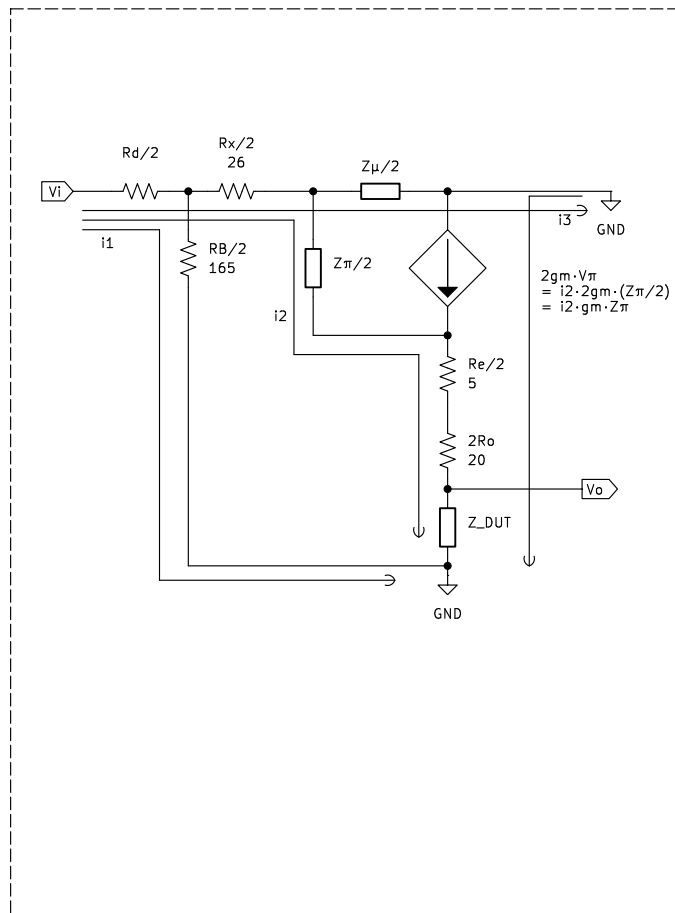 Rd/2
Rx/2
26
Zμ/2
Vi
i3
GND
i1
RB/2
165
Zπ/2
2gm·Vπ
= i2·2gm·(Zπ/2)
= i2·gm·Zπ
i2
Re/2
5
2Ro
20
Vo
Z_DUT
GND